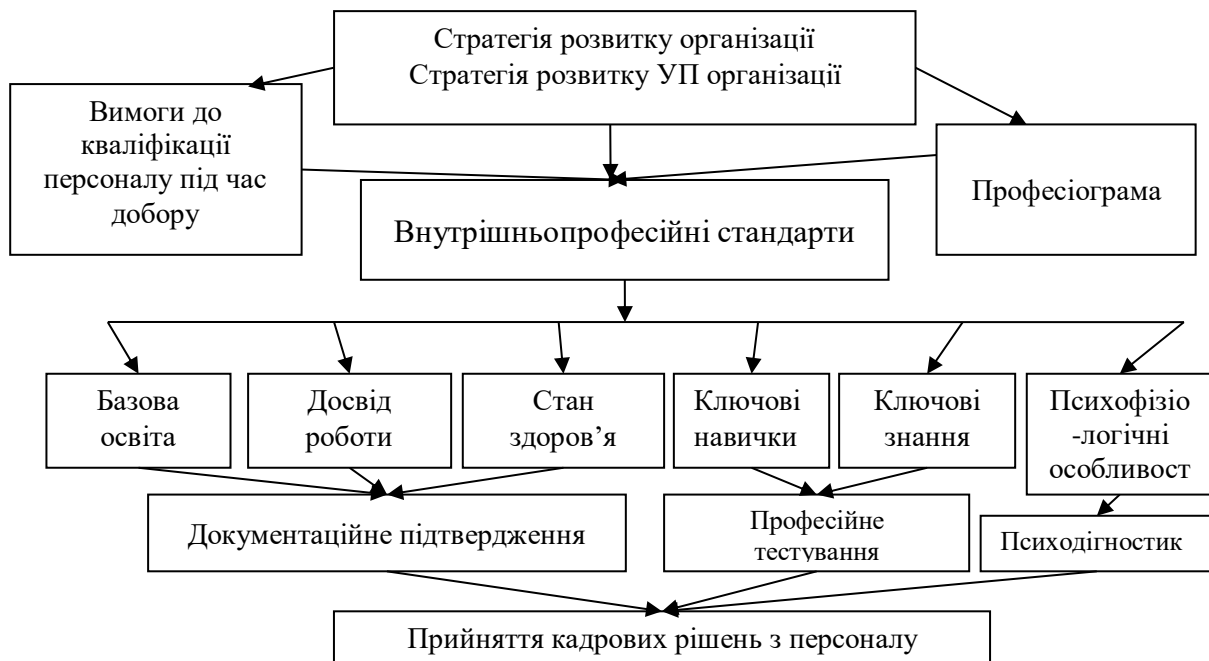 Стратегія розвитку організації
Стратегія розвитку УП організації
Вимоги до
кваліфікації
персоналу під час
добору
Професіограма
Внутрішньопрофесійні стандарти
Базова
освіта
Досвід
роботи
Стан
здоров’я
Ключові
навички
Ключові
знання
Психофізіо
-логічні
особливост
Документаційне підтвердження
Професійне
тестування
Психодігностик
Прийняття кадрових рішень з персоналу